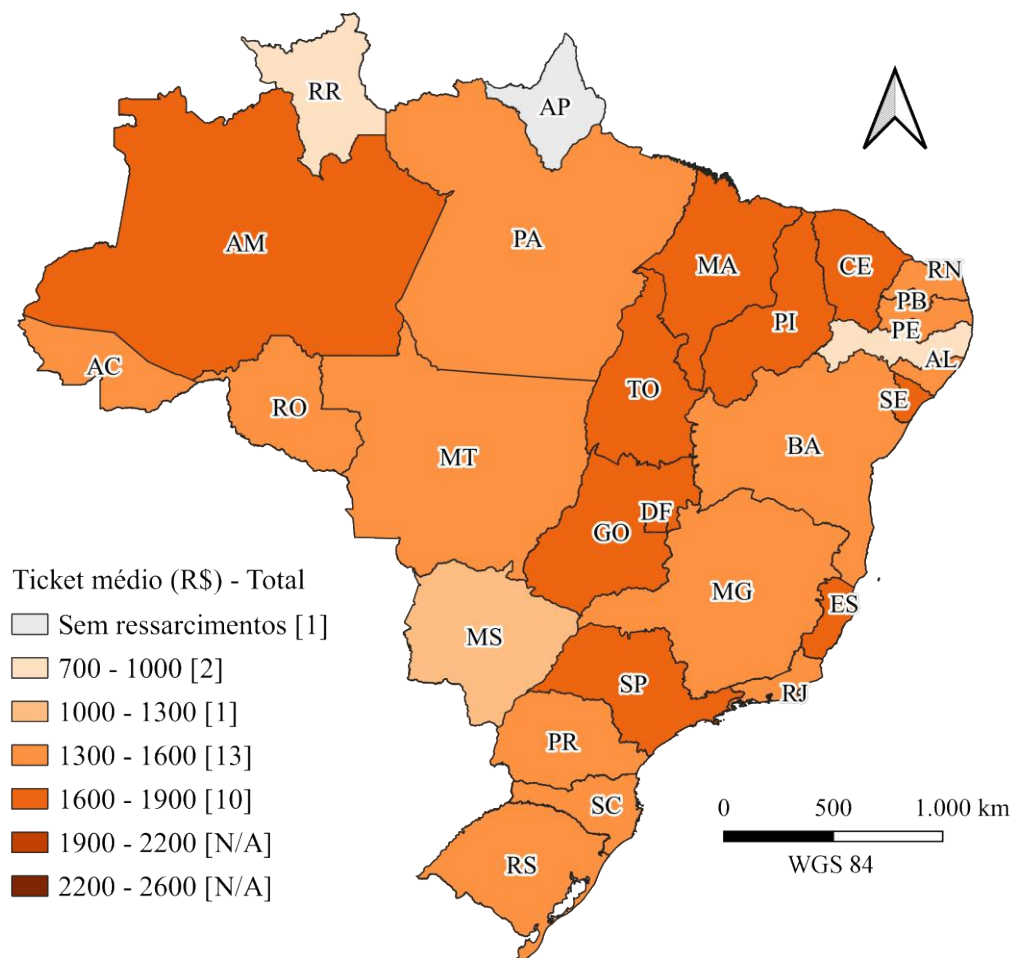 RR
AP
AM
PA
MA
CE
RN
PB
PI
PE
AL
AC
TO
SE
RO
BA
MT
DF
GO
MG
ES
MS
SP
RJ
PR
SC
RS
Ticket médio (R$) - Total
Sem ressarcimentos [1]
700 - 1000 [2]
1000 - 1300 [1]
1300 - 1600 [13]
1600 - 1900 [10]
1900 - 2200 [N/A]
2200 - 2600 [N/A]
0 500 1.000 km
WGS 84